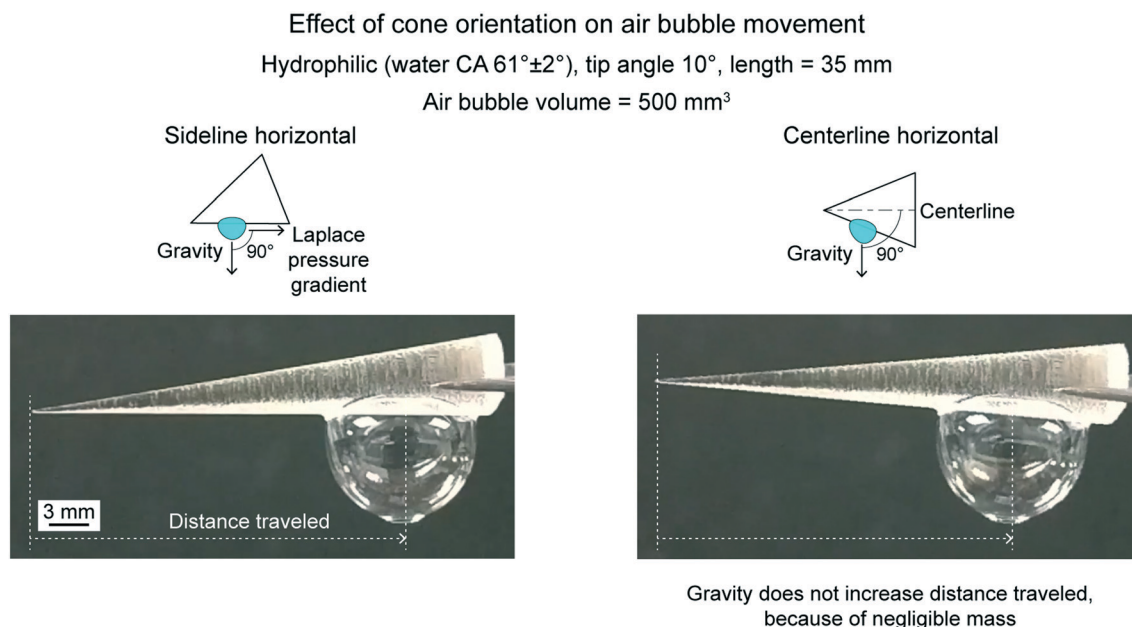 Effect of cone orientation on air bubble movement
Hydrophilic (water CA 61°±2°), tip angle 10°, length = 35 mm
Air bubble volume = 500 mm³
Sideline horizontal
Gravity
90°
Laplace
pressure
gradient
Centerline horizontal
Centerline
Gravity
90°
3 mm
Distance traveled
Gravity does not increase distance traveled,
because of negligible mass